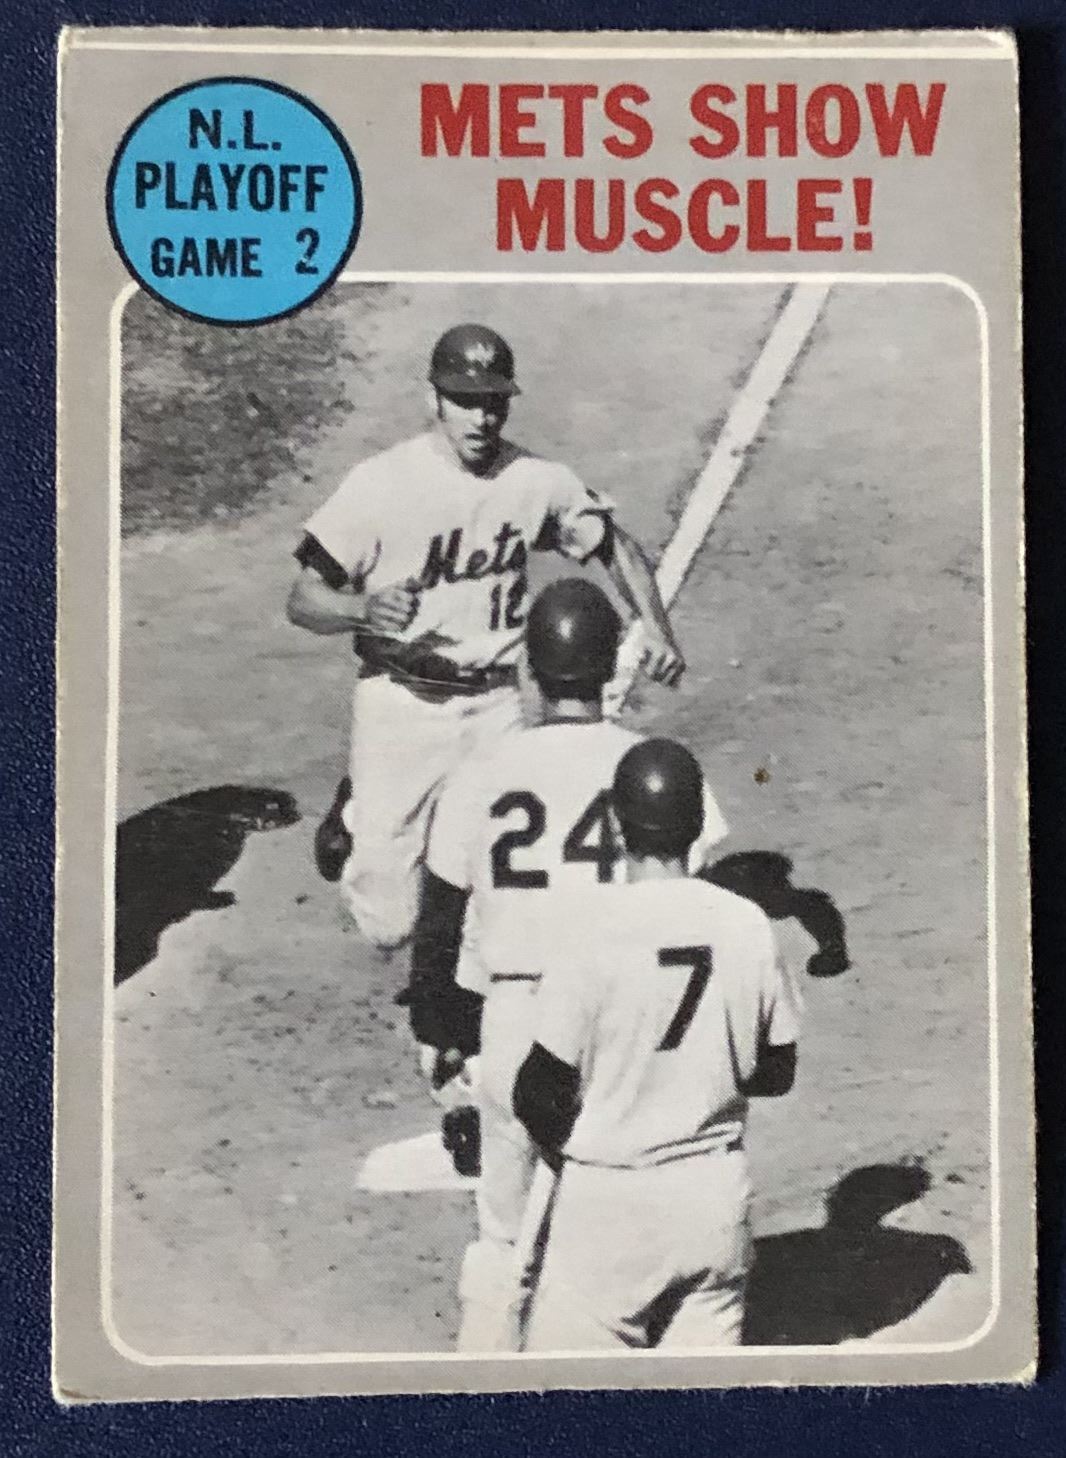 N.L.
PLAYOFF
GAME 2
METS SHOW
MUSCLE!
Mets
12
24
7